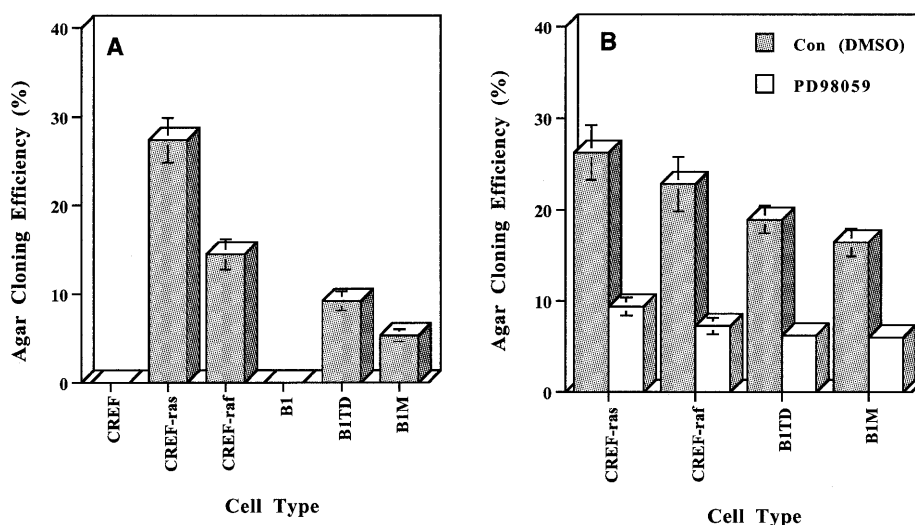 A
Agar Cloning Efficiency (%)
40
30
20
10
0
CREF
CREF-ras
CREF-raf
B1
B1TD
B1M
Cell Type
B
Con (DMSO)
PD98059
Agar Cloning Efficiency (%)
40
30
20
10
0
CREF-ras
CREF-raf
B1TD
B1M
Cell Type